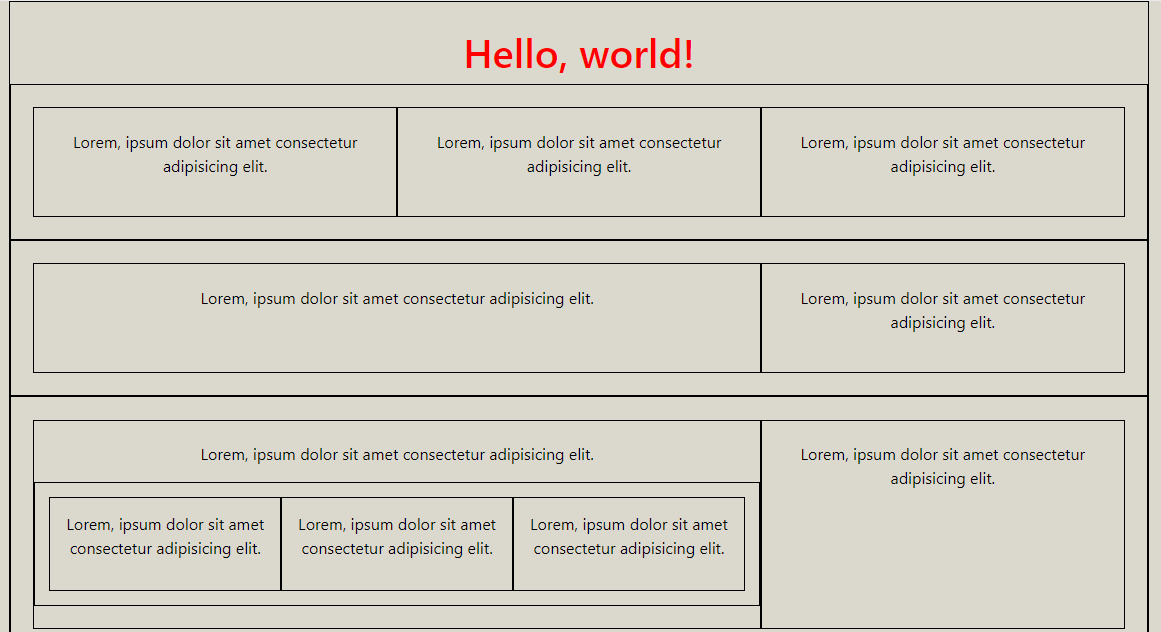 Hello, world!
Lorem, ipsum dolor sit amet consectetur
adipisicing elit.
Lorem, ipsum dolor sit amet consectetur
adipisicing elit.
Lorem, ipsum dolor sit amet consectetur
adipisicing elit.
Lorem, ipsum dolor sit amet consectetur adipisicing elit.
Lorem, ipsum dolor sit amet consectetur
adipisicing elit.
Lorem, ipsum dolor sit amet consectetur adipisicing elit.
Lorem, ipsum dolor sit amet
consectetur adipisicing elit.
Lorem, ipsum dolor sit amet
consectetur adipisicing elit.
Lorem, ipsum dolor sit amet
consectetur adipisicing elit.
Lorem, ipsum dolor sit amet consectetur
adipisicing elit.